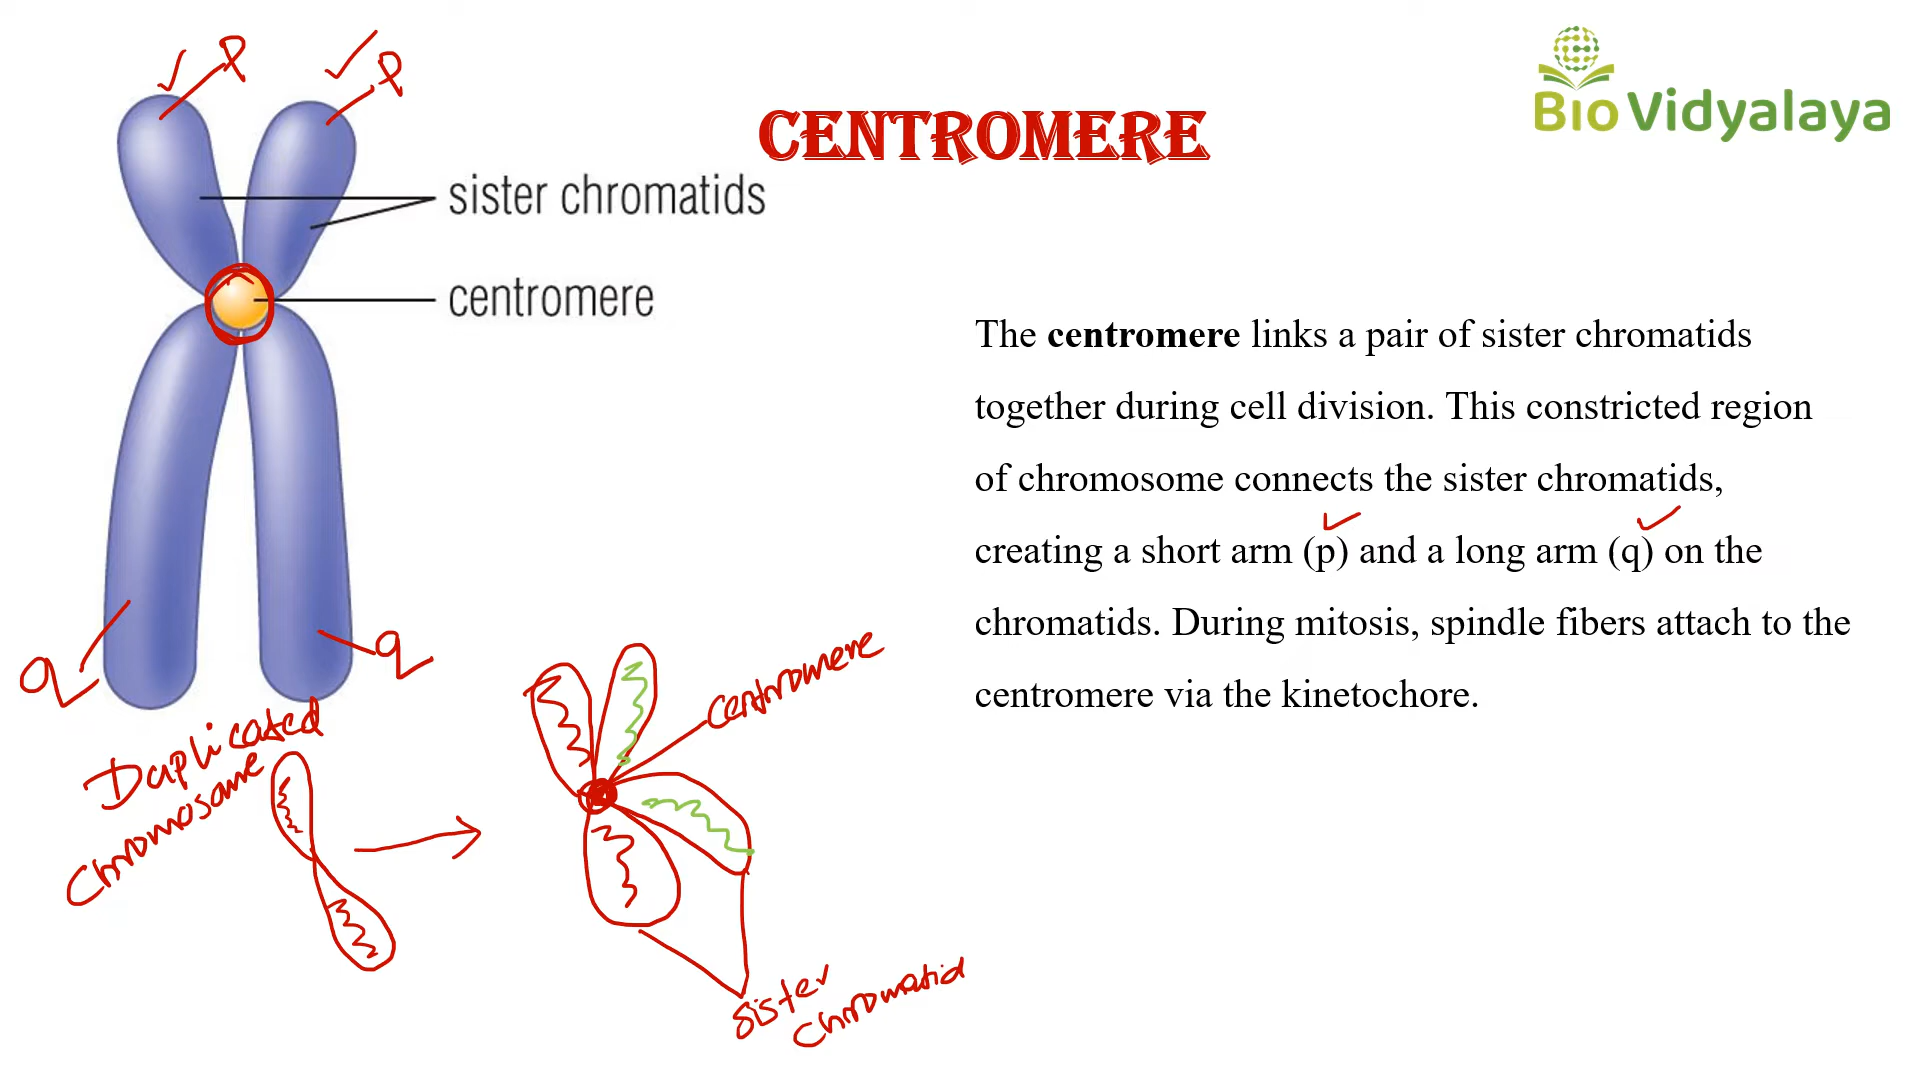 P
P
Bio Vidyalaya
CENTROMERE
sister chromatids
centromere
The centromere links a pair of sister chromatids
together during cell division. This constricted region
of chromosome connects the sister chromatids,
creating a short arm (p) and a long arm (q) on the
chromatids. During mitosis, spindle fibers attach to the
centromere via the kinetochore.
q
q
Duplicated
Chromosome
Centromere
Sister
Chromatid